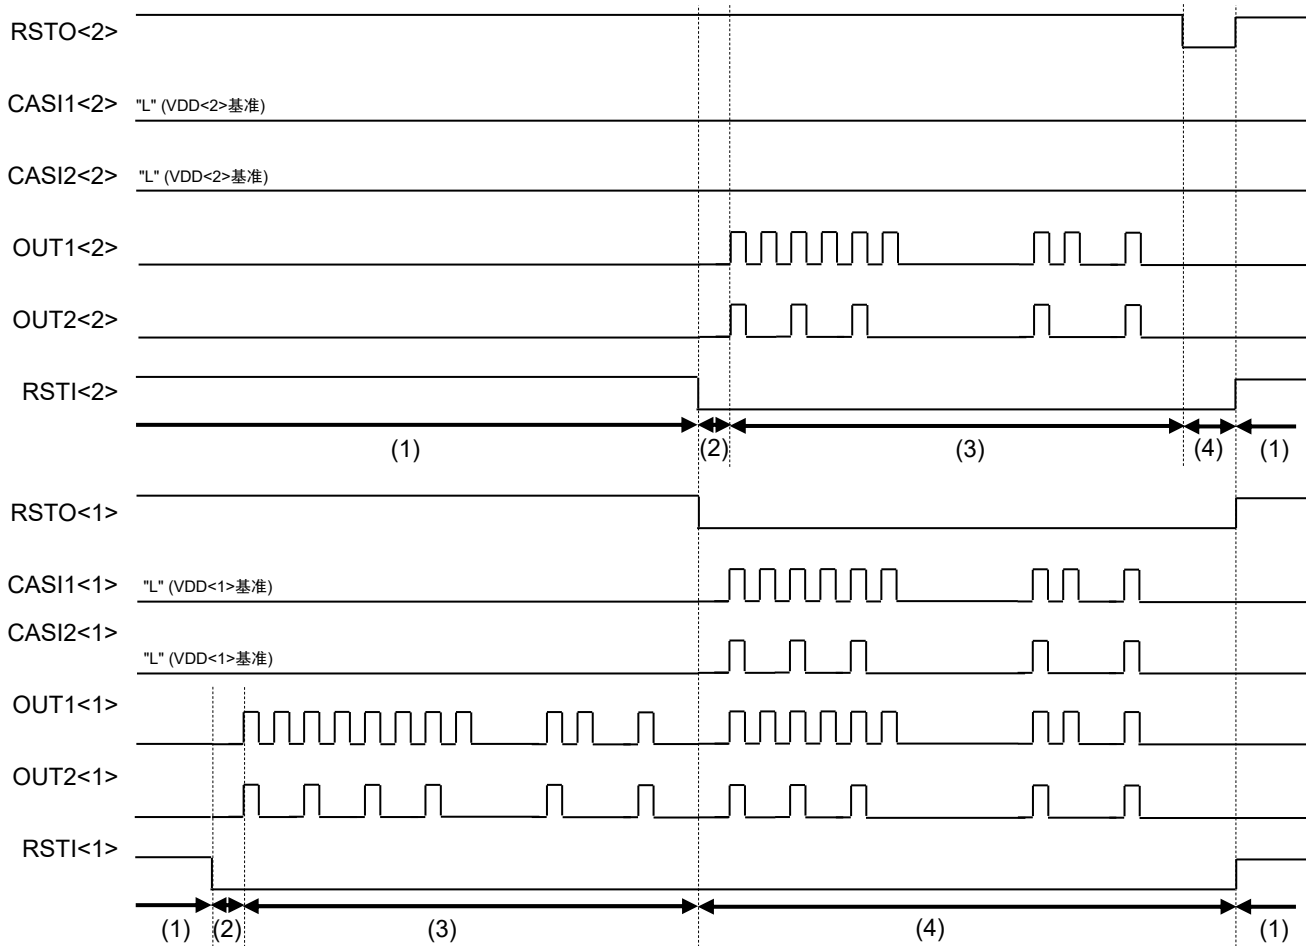 RSTO<2>
CASI1<2> "L" (VDD<2>基准)
CASI2<2> "L" (VDD<2>基准)
OUT1<2>
OUT2<2>
RSTI<2>
(1) (2) (3) (4) (1)
RSTO<1>
CASI1<1> "L" (VDD<1>基准)
CASI2<1>
"L" (VDD<1>基准)
OUT1<1>
OUT2<1>
RSTI<1>
(1) (2) (3) (4) (1)